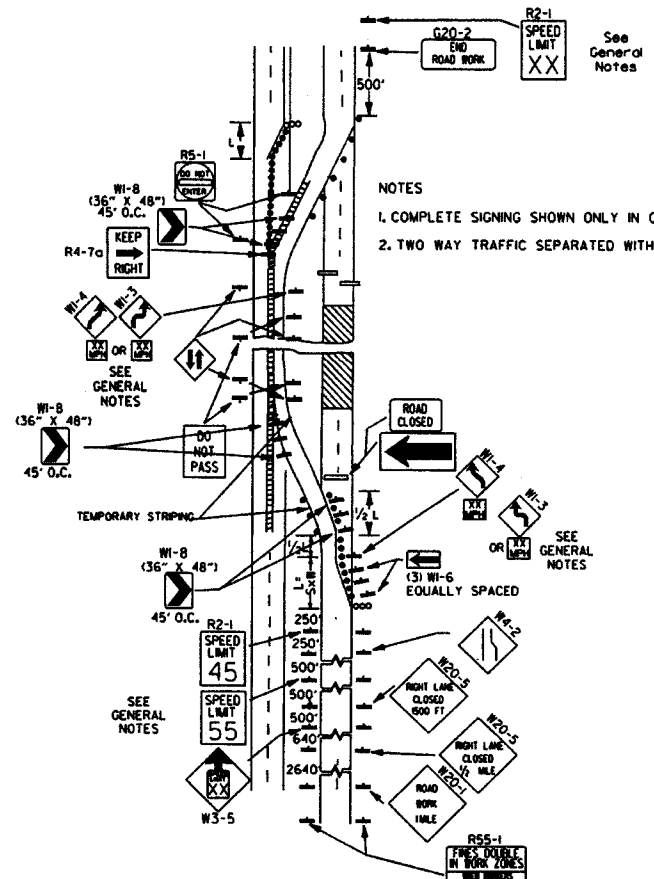 R2-1
SPEED
LIMIT
XX
See
General
Notes
G20-2
END
ROAD WORK
500'
L
R5-1
DO NOT
ENTER
W1-8
(36" X 48")
45' O.C.
KEEP
RIGHT
R4-7a
NOTES
1. COMPLETE SIGNING SHOWN ONLY IN
2. TWO WAY TRAFFIC SEPARATED WITH
W1-4
W1-3
XX
MPH
OR
XX
MPH
SEE
GENERAL
NOTES
W1-8
(36" X 48")
45' O.C.
DO
NOT
PASS
ROAD
CLOSED
W1-4
XX
MPH
W1-3
OR
XX
MPH
SEE
GENERAL
NOTES
TEMPORARY STRIPING
½ L
½ L
L=
SxW
W1-8
(36" X 48")
45' O.C.
(3) W1-6
EQUALLY SPACED
250'
R2-1
SPEED
LIMIT
45
250'
W4-2
500'
SEE
GENERAL
NOTES
SPEED
LIMIT
55
500'
W20-5
RIGHT LANE
CLOSED
1500 FT
500'
640'
W20-5
RIGHT LANE
CLOSED
½ MILE
XX
W3-5
2640'
W20-1
ROAD
WORK
1 MILE
R55-1
FINES DOUBLE
IN WORK ZONES
WHEN WORKERS